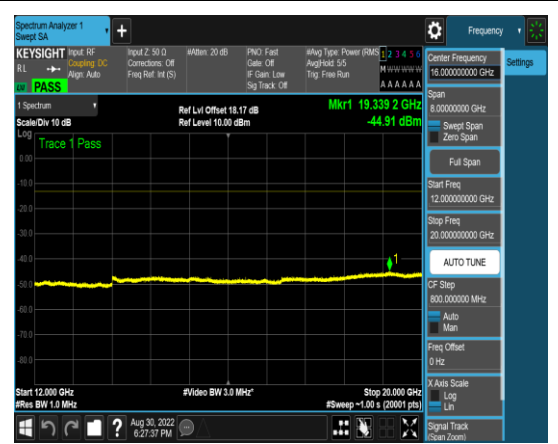 Spectrum Analyzer 1
Swept SA
Frequency
KEYSIGHT
RL
PASS
Input: RF
Coupling: DC
Align: Auto
Input Z: 50 Ω
Corrections: Off
Freq Ref: Int (S)
#Atten: 20 dB
PNO: Fast
Gate: Off
IF Gain: Low
Sig Track: Off
#Avg Type: Power (RMS
Avg|Hold: 5/5
Trig: Free Run
1 2 3 4 5 6
M W W W W W
A A A A A A
1 Spectrum
Scale/Div 10 dB
Ref Lvl Offset 18.17 dB
Ref Level 10.00 dBm
Mkr1 19.339 2 GHz
-44.91 dBm
Log
Trace 1 Pass
0.00
-10.0
-20.0
-30.0
-40.0
-50.0
-60.0
-70.0
-80.0
1
Start 12.000 GHz
#Res BW 1.0 MHz
#Video BW 3.0 MHz*
Stop 20.000 GHz
#Sweep ~1.00 s (20001 pts)
Aug 30, 2022
6:27:37 PM
Settings
Center Frequency
16.000000000 GHz
Span
8.00000000 GHz
Swept Span
Zero Span
Full Span
Start Freq
12.000000000 GHz
Stop Freq
20.000000000 GHz
AUTO TUNE
CF Step
800.000000 MHz
Auto
Man
Freq Offset
0 Hz
X Axis Scale
Log
Lin
Signal Track
(Span Zoom)